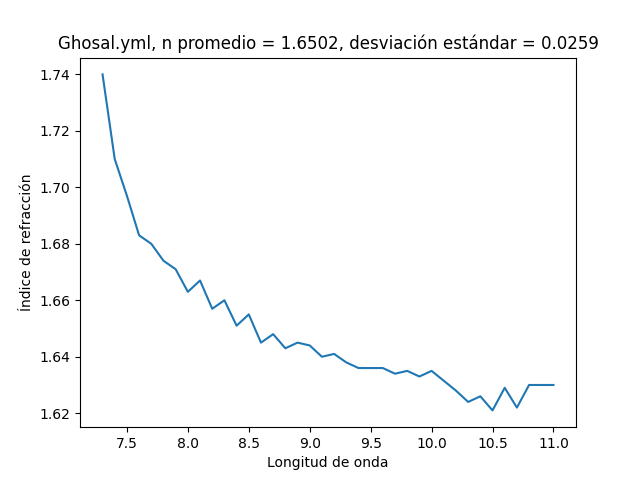 Ghosal.yml, n promedio = 1.6502, desviación estándar = 0.0259
1.74
1.72
1.70
1.68
1.66
1.64
1.62
Índice de refracción
7.5 8.0 8.5 9.0 9.5 10.0 10.5 11.0
Longitud de onda